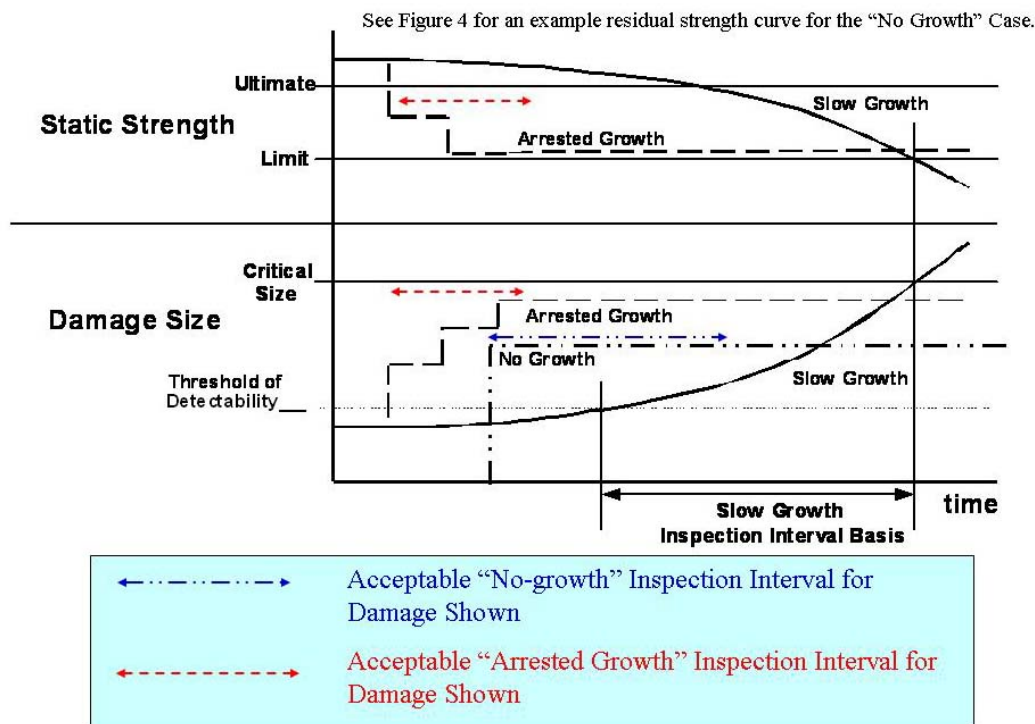 See Figure 4 for an example residual strength curve for the “No Growth” Case.
Ultimate
Slow Growth
Static Strength
Arrested Growth
Limit
Critical
Size
Damage Size
Arrested Growth
No Growth
Slow Growth
Threshold of
Detectability
time
Slow Growth
Inspection Interval Basis
Acceptable “No-growth” Inspection Interval for
Damage Shown
Acceptable “Arrested Growth” Inspection Interval for
Damage Shown